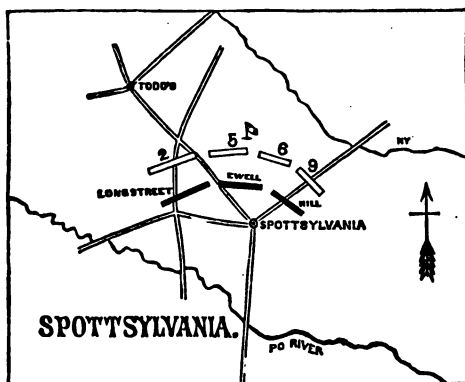 TODD'S
2
5
P
6
9
NY
LONGSTREET
EWELL
HILL
SPOTTSYLVANIA
SPOTTSYLVANIA.
PO RIVER